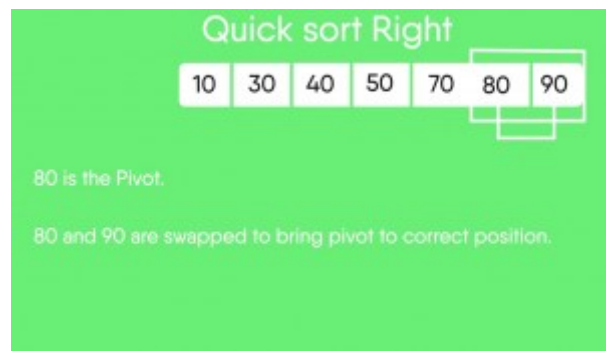 Quick sort Right
10 30 40 50 70 80 90
80 is the Pivot.
80 and 90 are swapped to bring pivot to correct position.